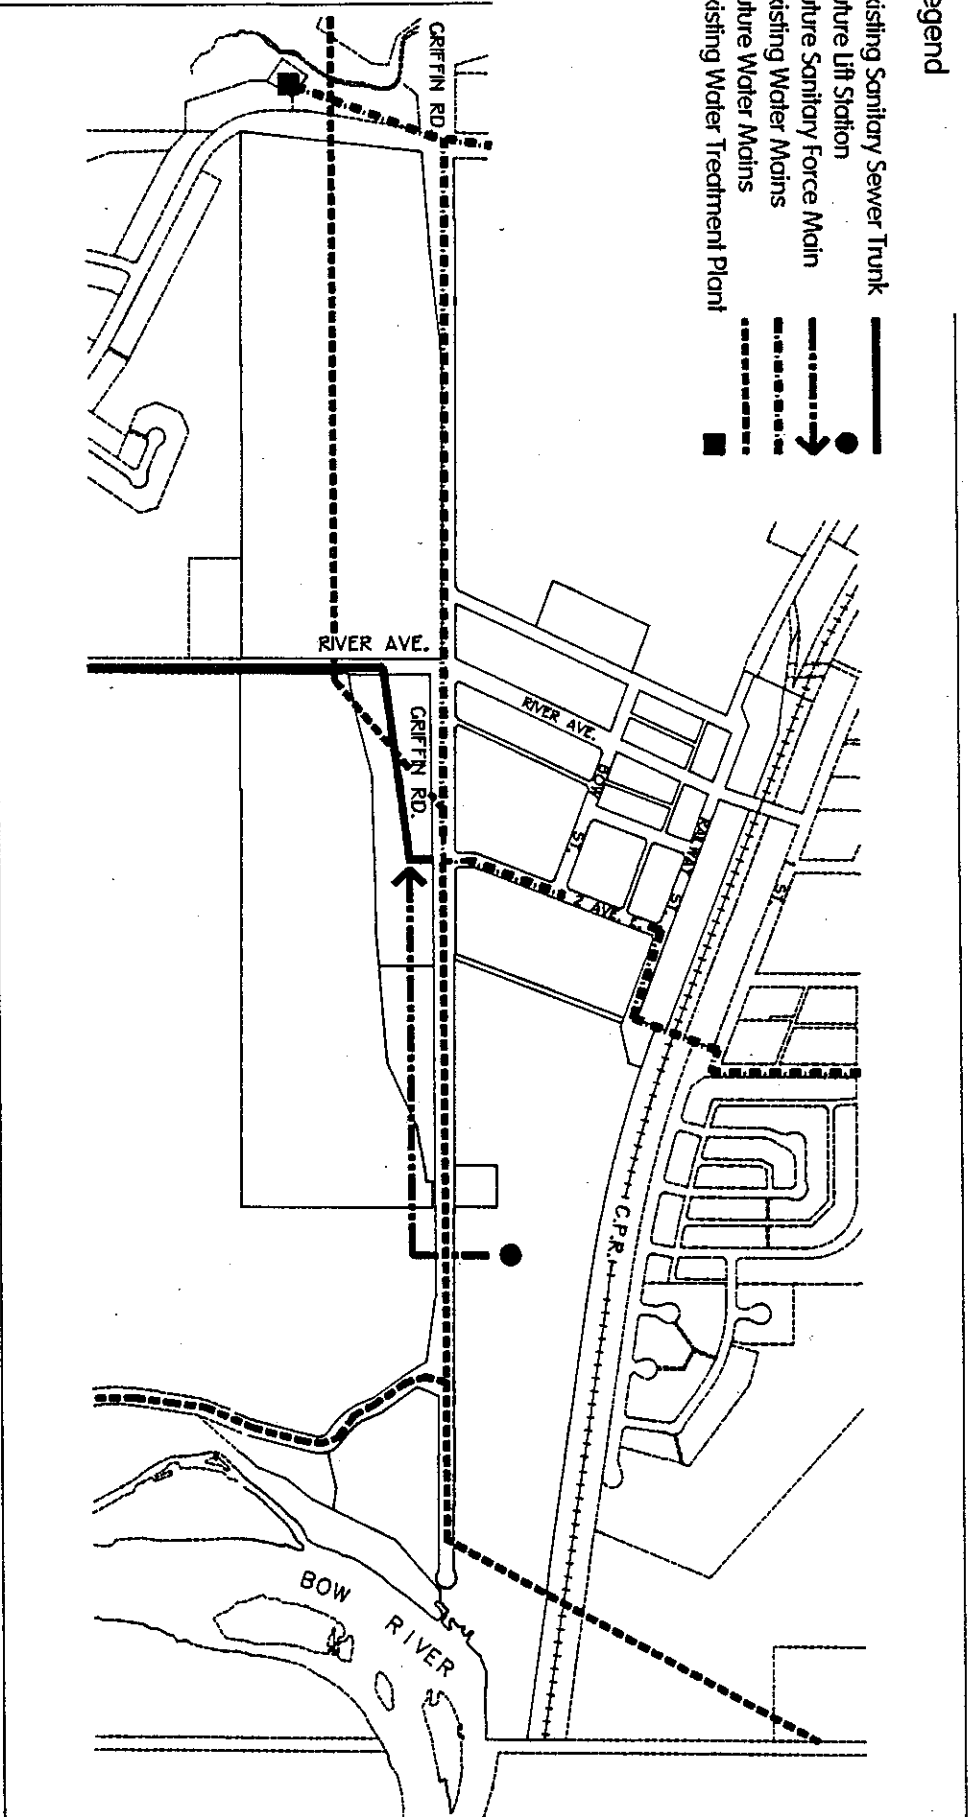 egend
xisting Sanitary Sewer Trunk
uture Lift Station
uture Sanitary Force Main
xisting Water Mains
uture Water Mains
xisting Water Treatment Plant
GRIFFIN RD
RIVER AVE.
GRIFFIN RD.
RIVER AVE.
BOW ST.
RAILWAY ST.
2 AVE.
1 ST.
C.P.R.
BOW RIVER